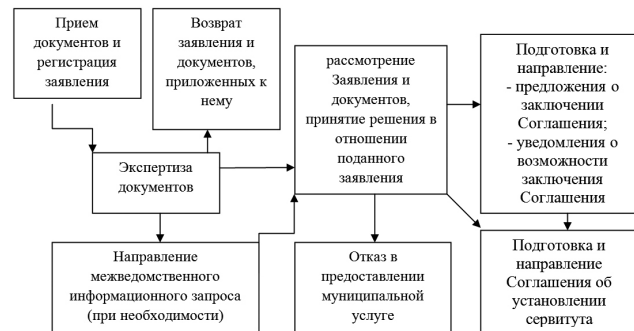 Прием
документов и
регистрация
заявления
Возврат
заявления и
документов,
приложенных к
нему
рассмотрение
Заявления и
документов,
принятие решения в
отношении
поданного
заявления
Подготовка и
направление:
- предложения о
заключении
Соглашения;
- уведомления о
возможности
заключения
Соглашения
Экспертиза
документов
Направление
межведомственного
информационного запроса
(при необходимости)
Отказ в
предоставлении
муниципальной
услуге
Подготовка и
направление
Соглашения об
установлении
сервитута